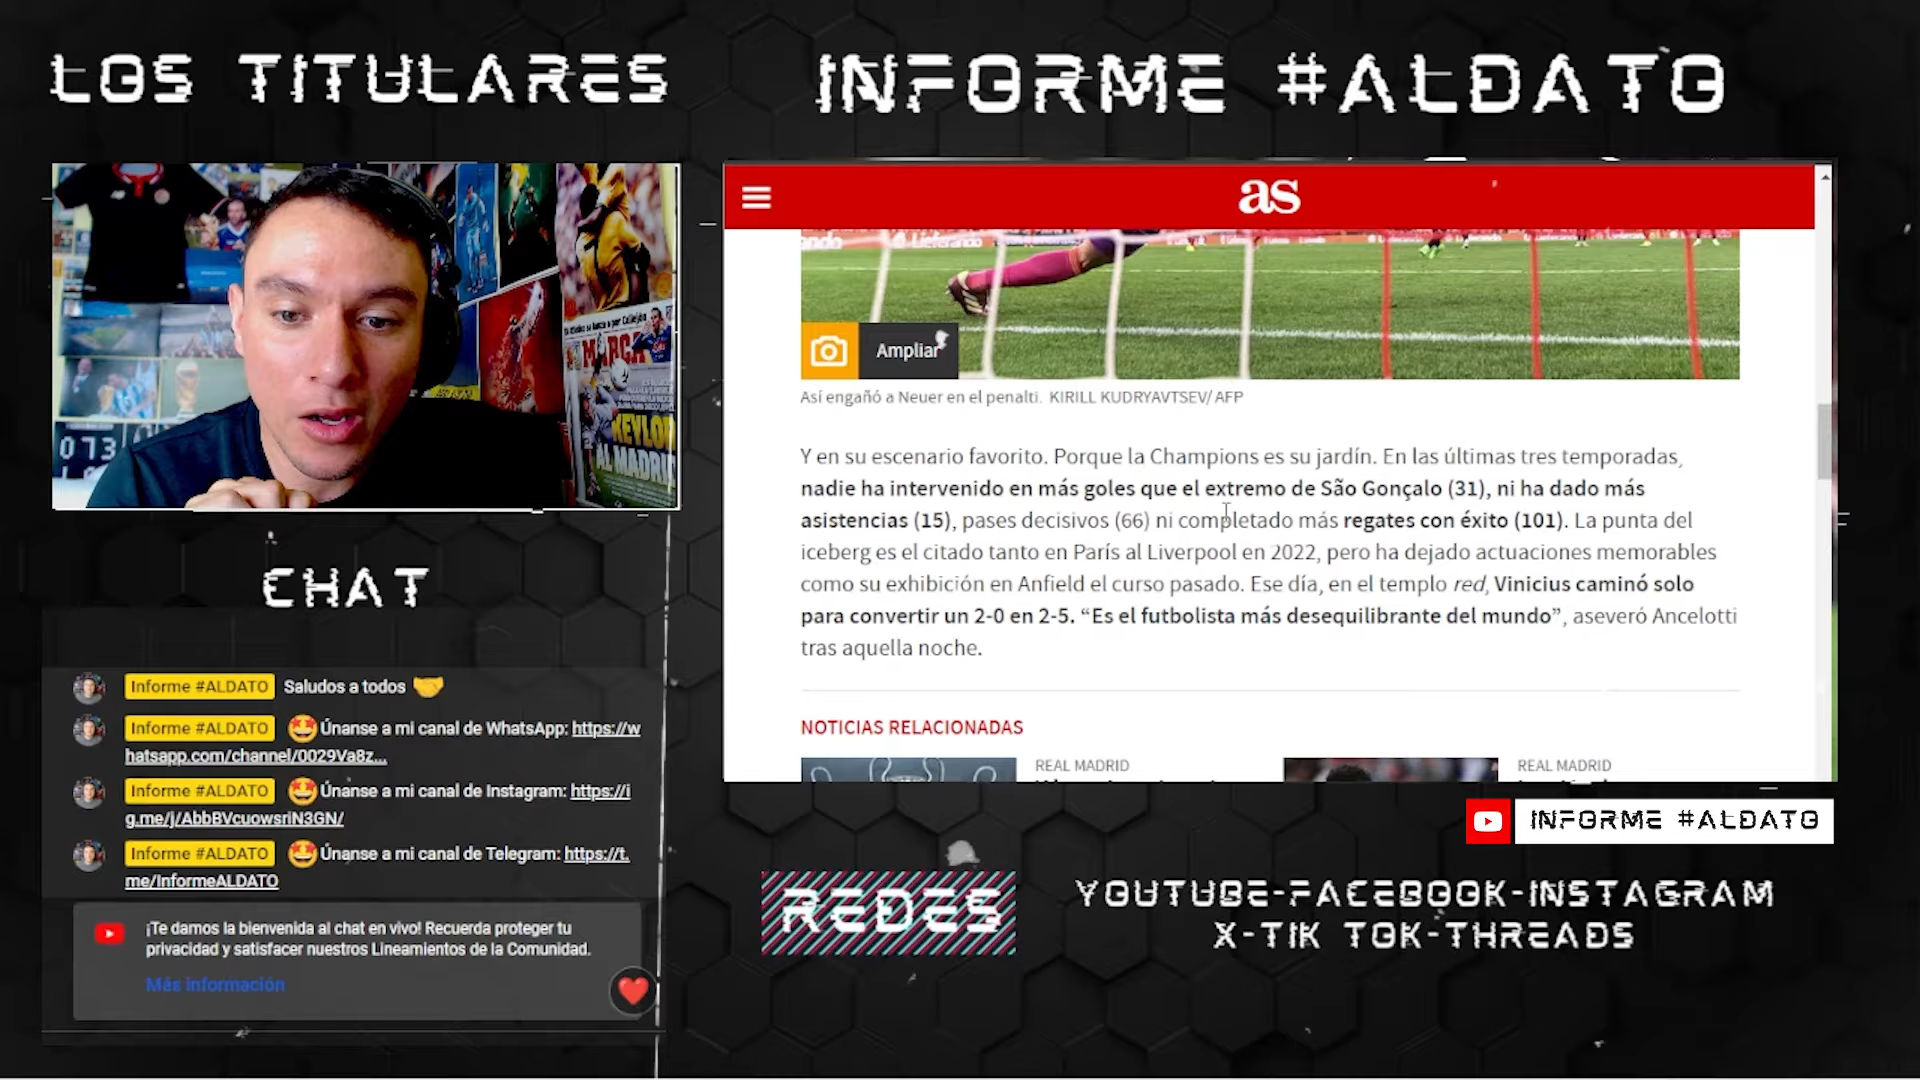 LOS TITULARES
INFORME #ALDATO
as
Ampliar
Así engañó a Neuer en el penalti. KIRILL KUDRYAVTSEV/ AFP
Y en su escenario favorito. Porque la Champions es su jardín. En las últimas tres temporadas,
nadie ha intervenido en más goles que el extremo de São Gonçalo (31), ni ha dado más
asistencias (15), pases decisivos (66) ni completado más regates con éxito (101). La punta del
iceberg es el citado tanto en París al Liverpool en 2022, pero ha dejado actuaciones memorables
como su exhibición en Anfield el curso pasado. Ese día, en el templo red, Vinicius caminó solo
para convertir un 2-0 en 2-5. “Es el futbolista más desequilibrante del mundo”, aseveró Ancelotti
tras aquella noche.
NOTICIAS RELACIONADAS
REAL MADRID
REAL MADRID
MARCA
KEYLOR
AL MADRID
073
CHAT
Informe #ALDATO Saludos a todos
Informe #ALDATO Únanse a mi canal de WhatsApp: https://w
hatsapp.com/channel/0029Va8z...
Informe #ALDATO Únanse a mi canal de Instagram: https://i
g.me/j/AbbBVcuowsriN3GN/
Informe #ALDATO Únanse a mi canal de Telegram: https://t.
me/InformeALDATO
¡Te damos la bienvenida al chat en vivo! Recuerda proteger tu
privacidad y satisfacer nuestros Lineamientos de la Comunidad.
Más información
INFORME #ALDATO
REDES
YOUTUBE-FACEBOOK-INSTAGRAM
X-TIK TOK-THREADS